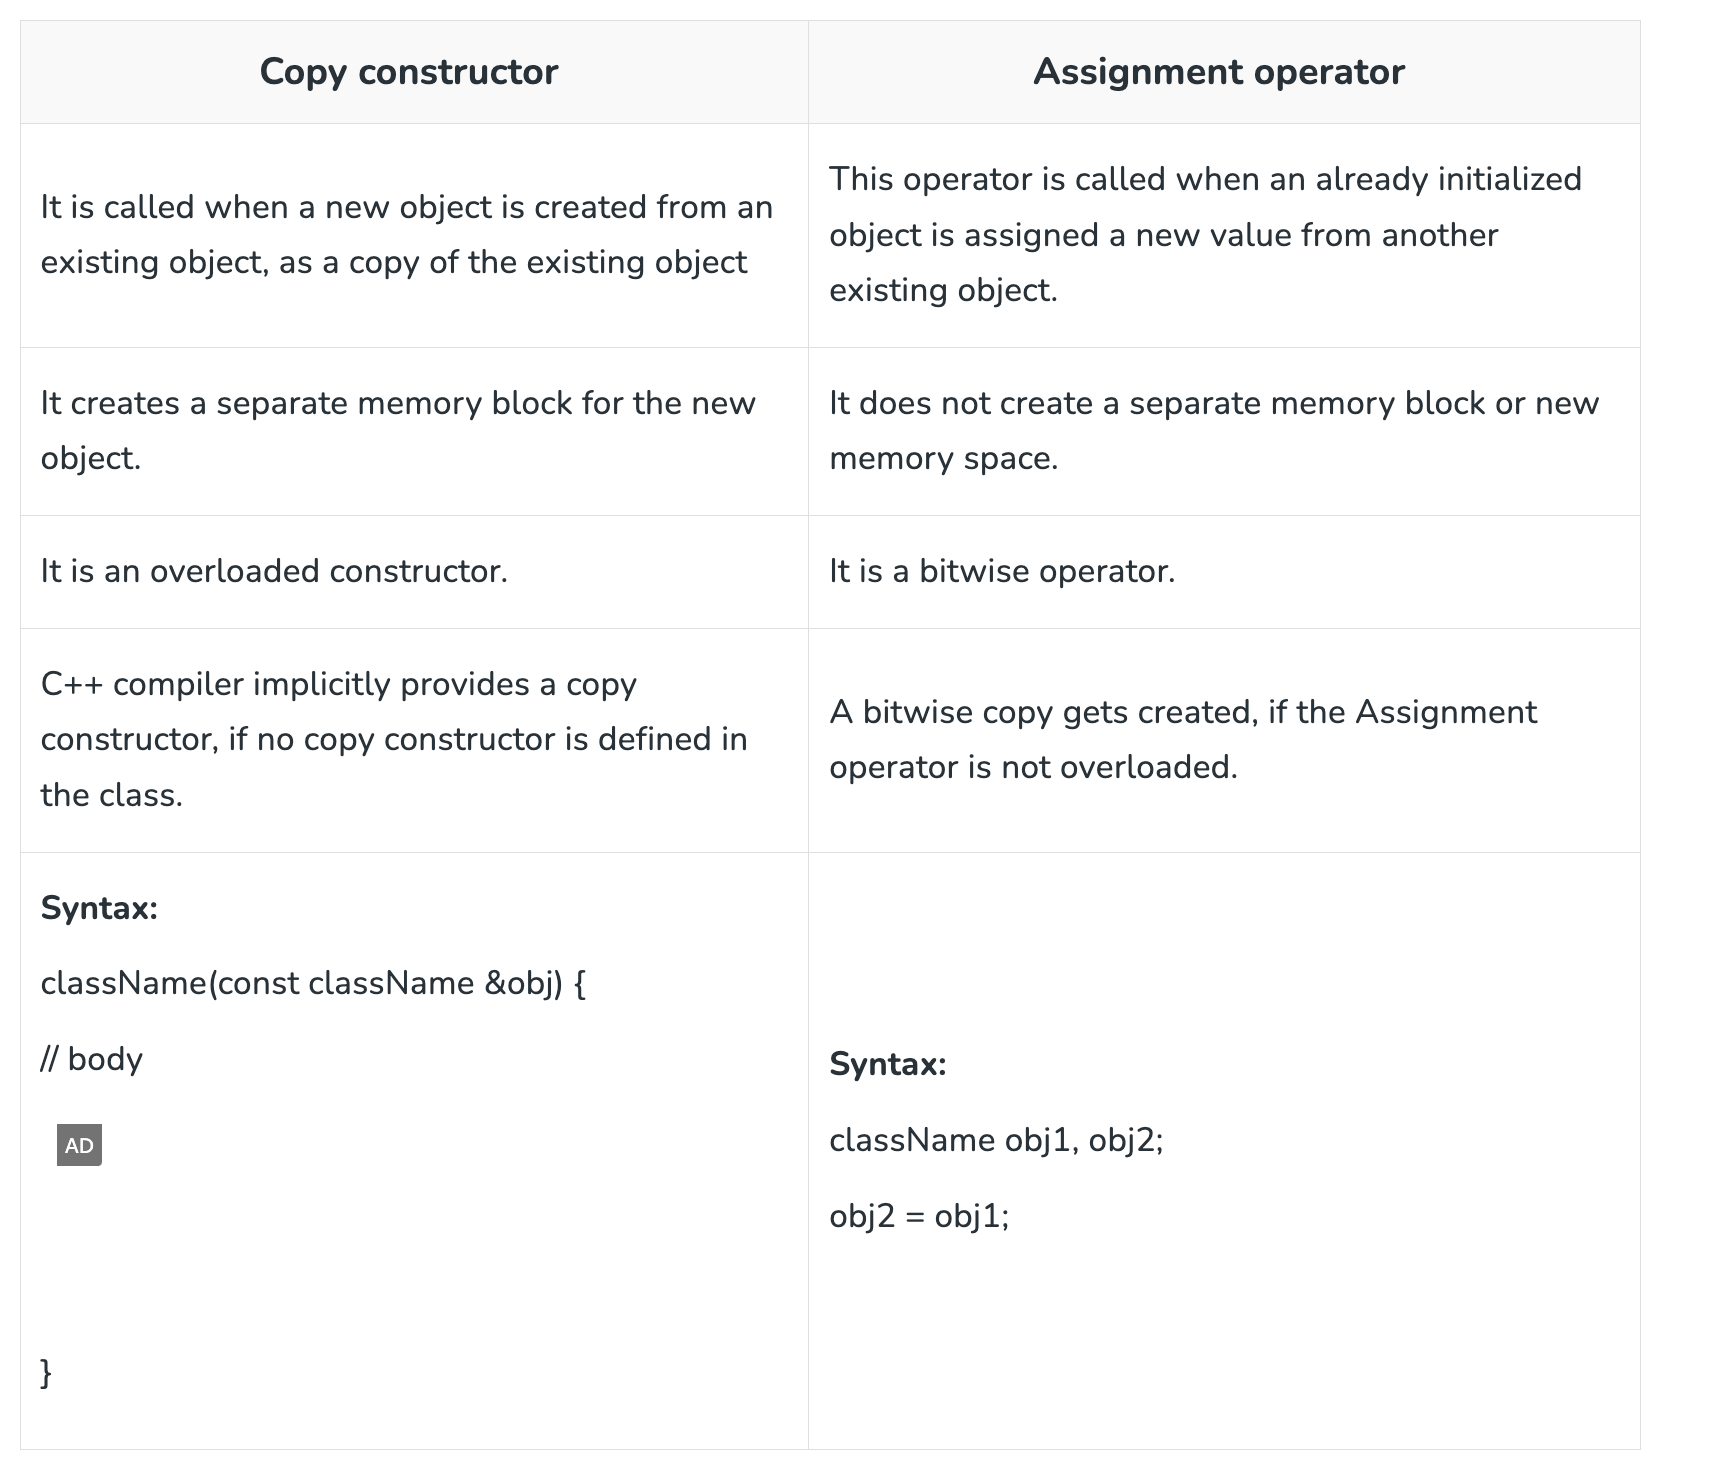 Copy constructor
Assignment operator
It is called when a new object is created from an
existing object, as a copy of the existing object
This operator is called when an already initialized
object is assigned a new value from another
existing object.
It creates a separate memory block for the new
object.
It does not create a separate memory block or new
memory space.
It is an overloaded constructor.
It is a bitwise operator.
C++ compiler implicitly provides a copy
constructor, if no copy constructor is defined in
the class.
A bitwise copy gets created, if the Assignment
operator is not overloaded.
Syntax:
className(const className &obj) {
// body
AD
}
Syntax:
className obj1, obj2;
obj2 = obj1;